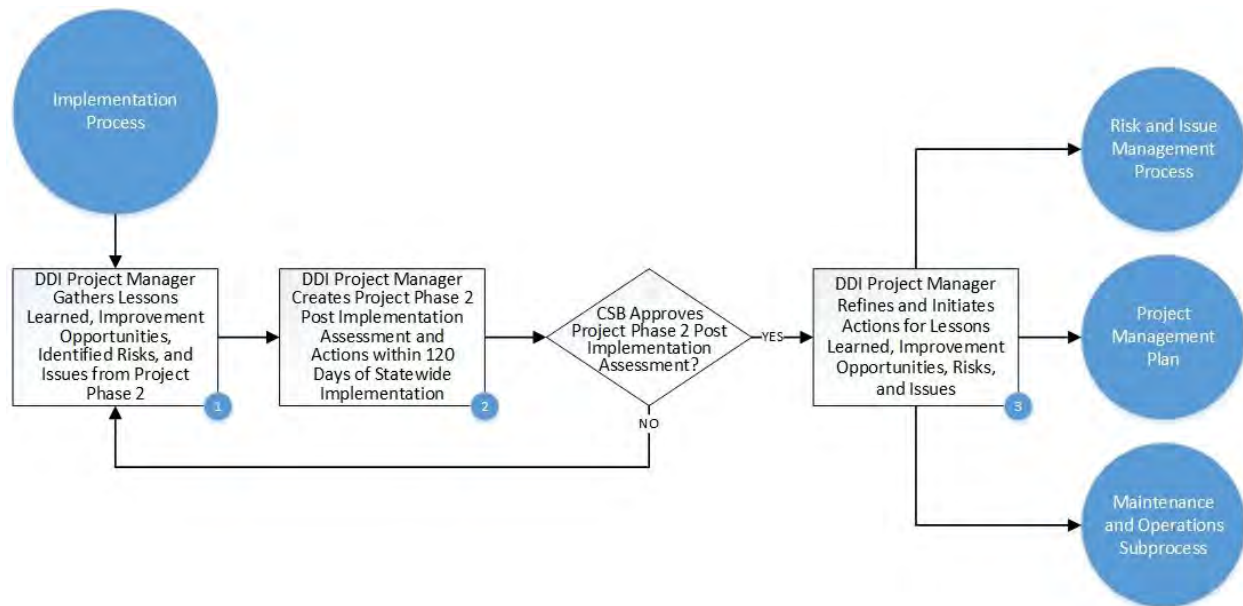 Implementation
Process
DDI Project Manager
Gathers Lessons
Learned, Improvement
Opportunities,
Identified Risks, and
Issues from Project
Phase 2
1
DDI Project Manager
Creates Project Phase 2
Post Implementation
Assessment and
Actions within 120
Days of Statewide
Implementation
2
CSB Approves
Project Phase 2 Post
Implementation
Assessment?
YES
NO
DDI Project Manager
Refines and Initiates
Actions for Lessons
Learned, Improvement
Opportunities, Risks,
and Issues
3
Risk and Issue
Management
Process
Project
Management
Plan
Maintenance
and Operations
Subprocess